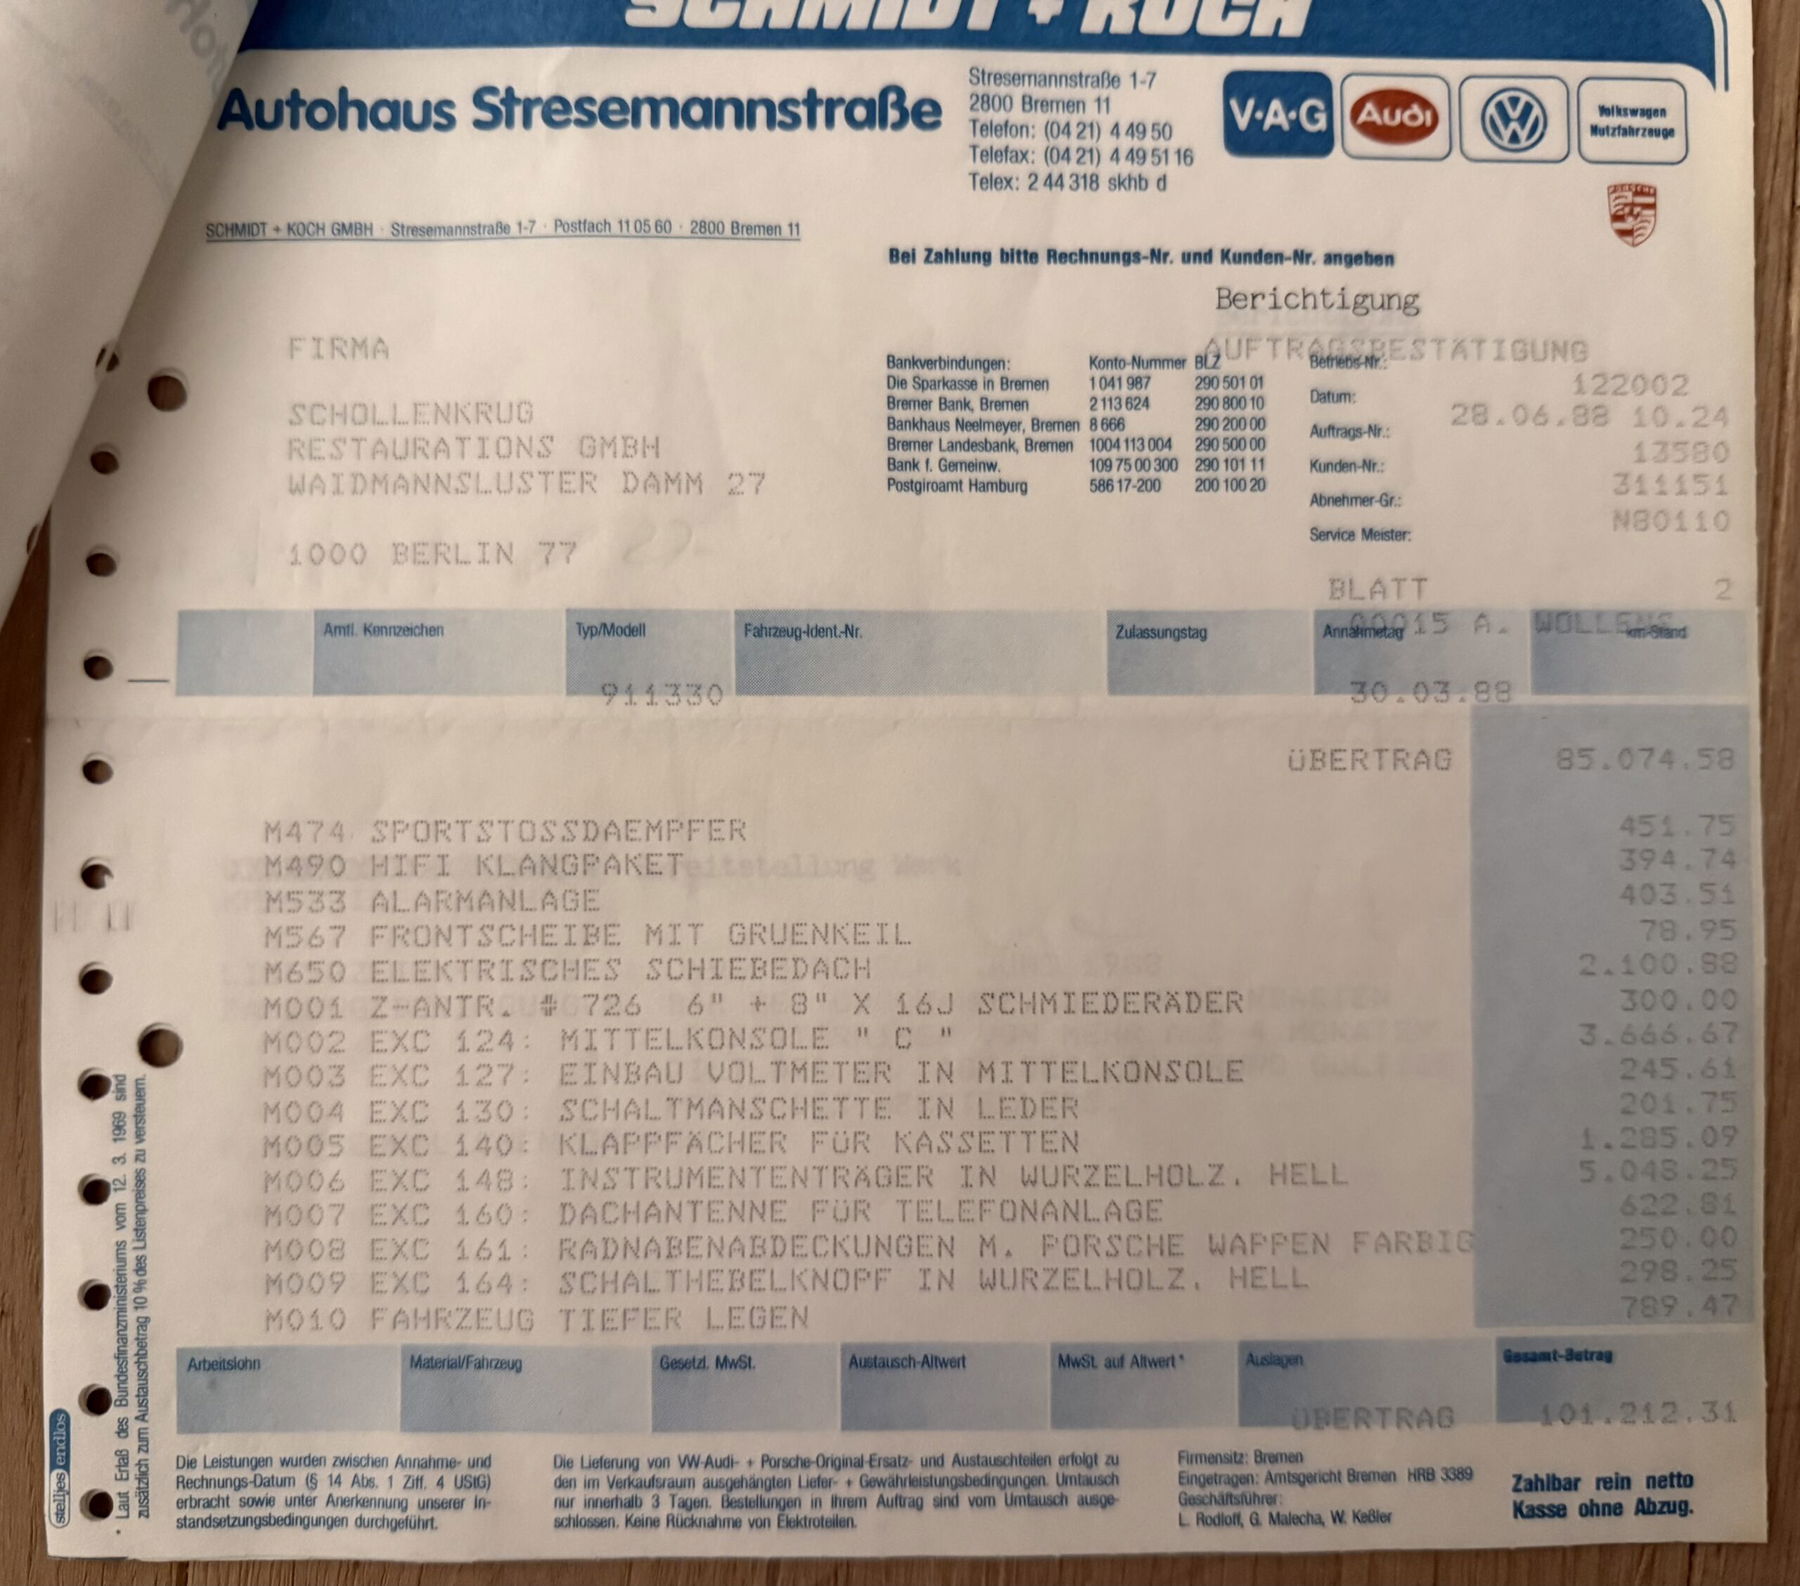 SCHMIDT + KOCH
Autohaus Stresemannstraße
Stresemannstraße 1-7
2800 Bremen 11
Telefon: (04 21) 4 49 50
Telefax: (04 21) 4 49 51 16
Telex: 2 44 318 skhb d
V·A·G
Audi
Volkswagen
Nutzfahrzeuge
PORSCHE
SCHMIDT + KOCH GMBH · Stresemannstraße 1-7 · Postfach 11 05 60 · 2800 Bremen 11
Bei Zahlung bitte Rechnungs-Nr. und Kunden-Nr. angeben
Berichtigung
AUFTRAGSBESTÄTIGUNG
FIRMA
SCHOLLENKRUG
RESTAURATIONS GMBH
WAIDMANNSLUSTER DAMM 27
1000 BERLIN 77
Bankverbindungen: Konto-Nummer BLZ
Die Sparkasse in Bremen 1 041 987 290 501 01
Bremer Bank, Bremen 2 113 624 290 800 10
Bankhaus Neelmeyer, Bremen 8 666 290 200 00
Bremer Landesbank, Bremen 1004 113 004 290 500 00
Bank f. Gemeinw. 109 75 00 300 290 101 11
Postgiroamt Hamburg 586 17-200 200 100 20
Betriebs-Nr.: 122002
Datum: 28.06.88 10.24
Auftrags-Nr.: 13580
Kunden-Nr.: 311151
Abnehmer-Gr.: N80110
Service Meister:
BLATT 2
00015 A. WOLLENS
Amtl. Kennzeichen Typ/Modell Fahrzeug-Ident.-Nr. Zulassungstag Annahmetag km-Stand
911330 30.03.88
ÜBERTRAG 85.074.58
M474 SPORTSTOSSDAEMPFER 451.75
M490 HIFI KLANGPAKET 394.74
M533 ALARMANLAGE 403.51
M567 FRONTSCHEIBE MIT GRUENKEIL 78.95
M650 ELEKTRISCHES SCHIEBEDACH 2.100.88
M001 Z-ANTR. # 726 6" + 8" X 16J SCHMIEDERÄDER 300.00
M002 EXC 124: MITTELKONSOLE " C " 3.666.67
M003 EXC 127: EINBAU VOLTMETER IN MITTELKONSOLE 245.61
M004 EXC 130: SCHALTMANSCHETTE IN LEDER 201.75
M005 EXC 140: KLAPPFÄCHER FÜR KASSETTEN 1.285.09
M006 EXC 148: INSTRUMENTENTRÄGER IN WURZELHOLZ, HELL 5.048.25
M007 EXC 160: DACHANTENNE FÜR TELEFONANLAGE 622.81
M008 EXC 161: RADNABENABDECKUNGEN M. PORSCHE WAPPEN FARBIG 250.00
M009 EXC 164: SCHALTHEBELKNOPF IN WURZELHOLZ, HELL 298.25
M010 FAHRZEUG TIEFER LEGEN 789.47
Arbeitslohn Material/Fahrzeug Gesetzl. MwSt. Austausch-Altwert MwSt. auf Altwert* Auslagen Gesamt-Betrag
ÜBERTRAG 101.212.31
Die Leistungen wurden zwischen Annahme- und
Rechnungs-Datum (§ 14 Abs. 1 Ziff. 4 UStG)
erbracht sowie unter Anerkennung unserer In-
standsetzungsbedingungen durchgeführt.
Die Lieferung von VW-Audi- + Porsche-Original-Ersatz- und Austauschteilen erfolgt zu
den im Verkaufsraum ausgehängten Liefer- + Gewährleistungsbedingungen. Umtausch
nur innerhalb 3 Tagen. Bestellungen in Ihrem Auftrag sind vom Umtausch ausge-
schlossen. Keine Rücknahme von Elektroteilen.
Firmensitz: Bremen
Eingetragen: Amtsgericht Bremen HRB 3389
Geschäftsführer:
L. Rodloff, G. Malecha, W. Keßler
Zahlbar rein netto
Kasse ohne Abzug.
* Laut Erlaß des Bundesfinanzministeriums vom 12. 3. 1969 sind
zusätzlich zum Austauschbetrag 10 % des Listenpreises zu versteuern.
stelljes endlos